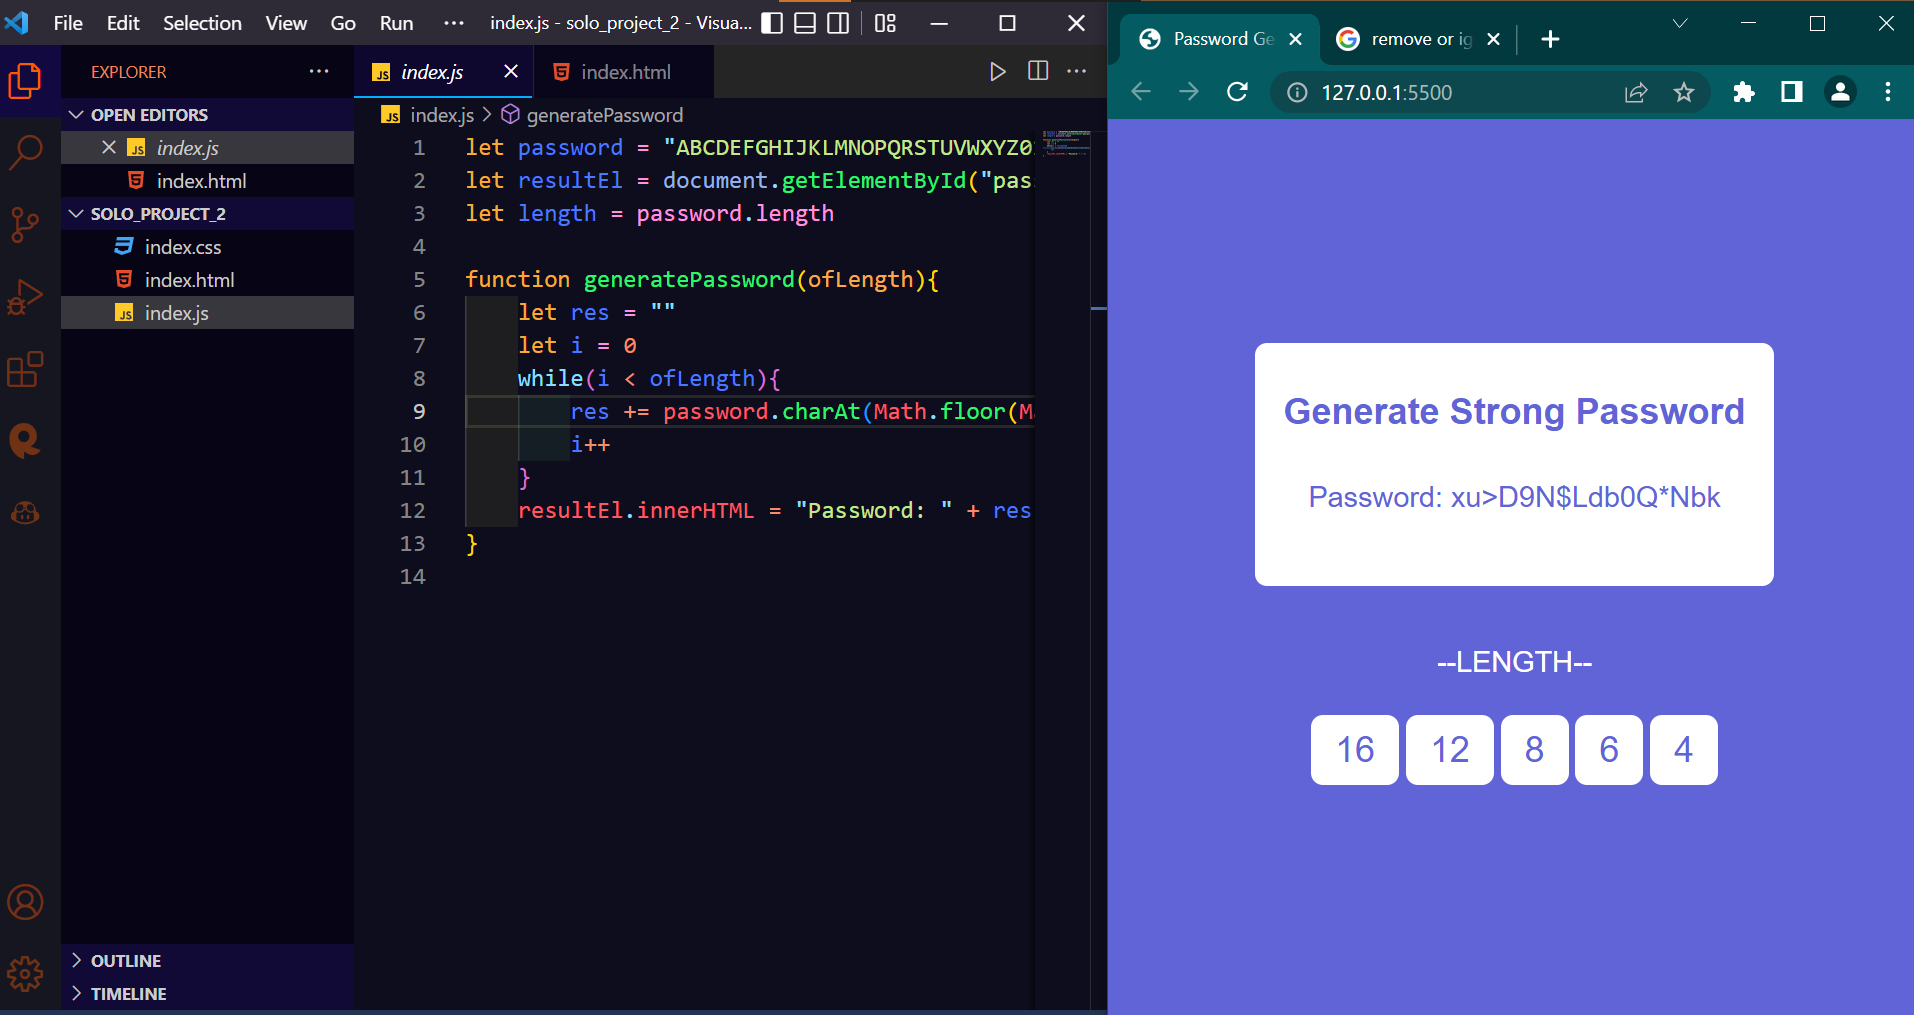 File Edit Selection View Go Run ··· index.js - solo_project_2 - Visua...
EXPLORER ···
OPEN EDITORS
index.js
index.html
SOLO_PROJECT_2
index.css
index.html
index.js
OUTLINE
TIMELINE
index.js index.html
index.js > generatePassword
1 let password = "ABCDEFGHIJKLMNOPQRSTUVWXYZ0
2 let resultEl = document.getElementById("pas
3 let length = password.length
4
5 function generatePassword(ofLength){
6 let res = ""
7 let i = 0
8 while(i < ofLength){
9 res += password.charAt(Math.floor(M
10 i++
11 }
12 resultEl.innerHTML = "Password: " + res
13 }
14
Password Ge remove or ig
127.0.0.1:5500
Generate Strong Password
Password: xu>D9N$Ldb0Q*Nbk
--LENGTH--
16 12 8 6 4